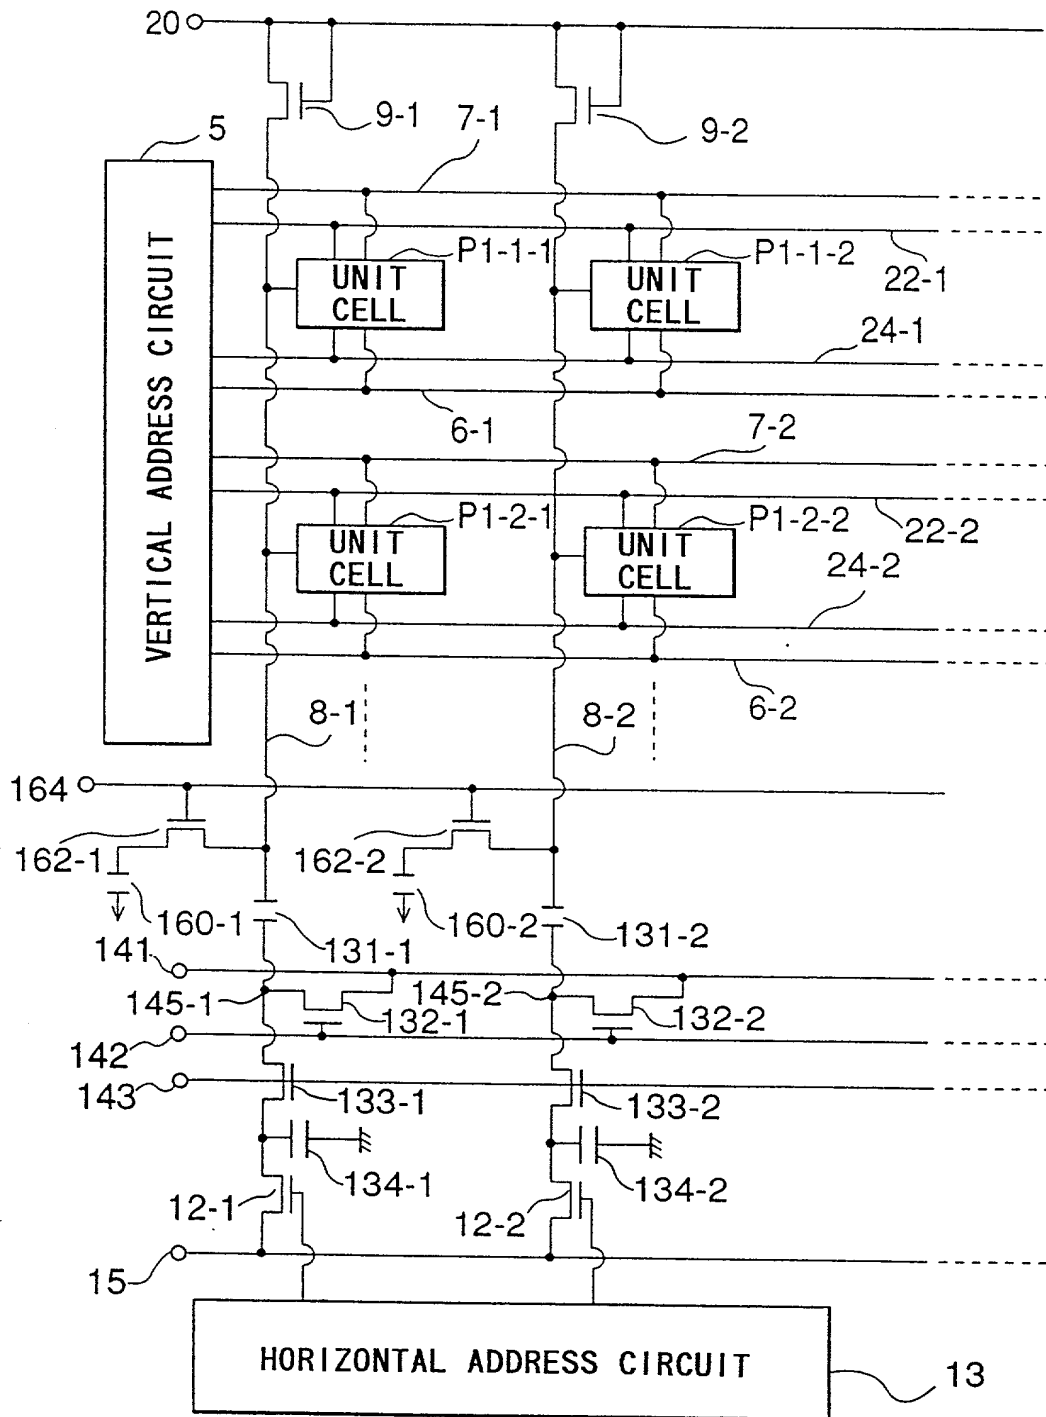 20
9-1
9-2
5
7-1
P1-1-1
P1-1-2
UNIT
CELL
UNIT
CELL
22-1
24-1
6-1
7-2
P1-2-1
P1-2-2
UNIT
CELL
UNIT
CELL
22-2
24-2
VERTICAL ADDRESS CIRCUIT
6-2
8-1
8-2
164
162-1
162-2
160-1
160-2
131-1
131-2
141
145-1
145-2
132-1
132-2
142
143
133-1
133-2
134-1
134-2
12-1
12-2
15
HORIZONTAL ADDRESS CIRCUIT
13